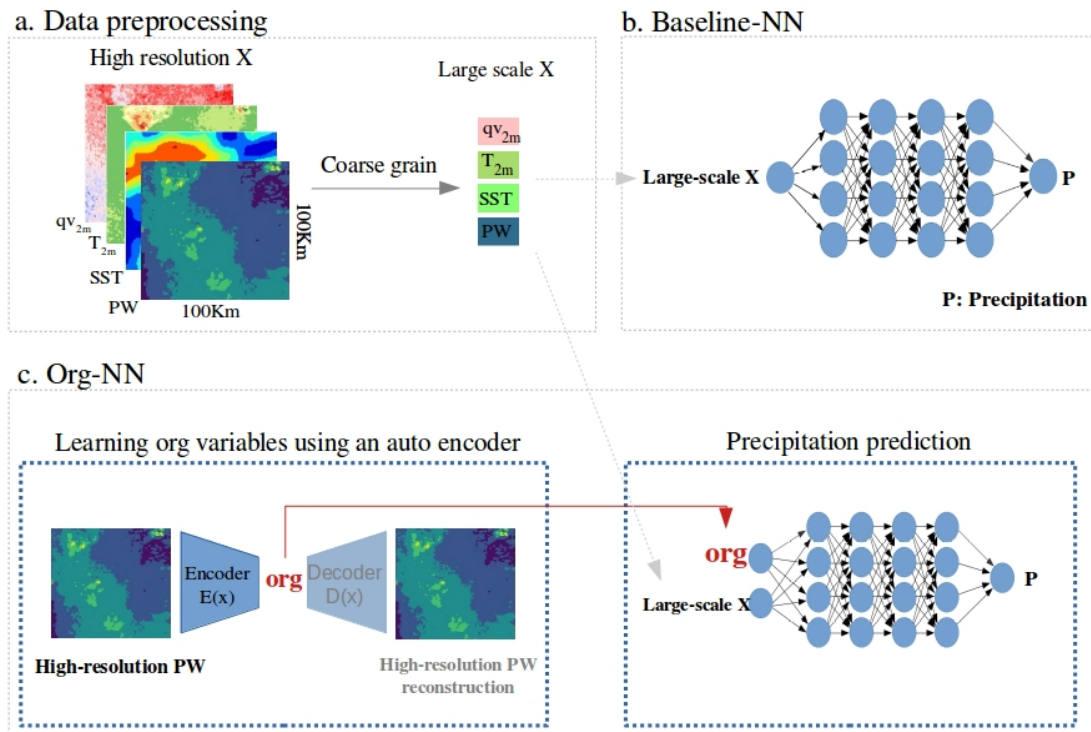 a. Data preprocessing
High resolution X
Large scale X
qv2m
T2m
SST
PW
100Km
100Km
Coarse grain
qv2m
T2m
SST
PW
b. Baseline-NN
Large-scale X
P
P: Precipitation
c. Org-NN
Learning org variables using an auto encoder
Encoder
E(x)
org
Decoder
D(x)
High-resolution PW
High-resolution PW
reconstruction
Precipitation prediction
org
Large-scale X
P